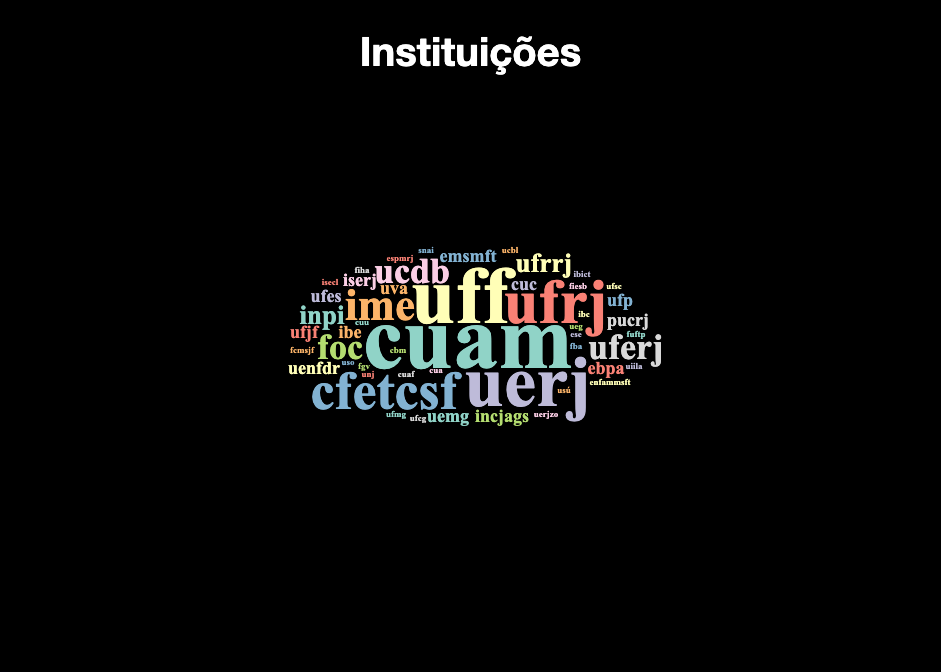 Instituições
snai
ucbl
espmrj
emsmft
ufrrj
fiha
ucdb
ibict
isecl
iserj
uva
uff
cuc
fiesb
ufsc
ufes
ime
ufrj
ufp
inpi
cuu
ibc
pucrj
ufjf
ibe
cuam
ueg
ese
fuftp
fcmsjf
foc
cbm
fba
uferj
uenfdr
uso
fgv
unj
cuaf
cua
ebpa
uiila
cfetcsf
uerj
usú
enfammsft
ufmg
ufcg
uemg
incjags
uerjzo